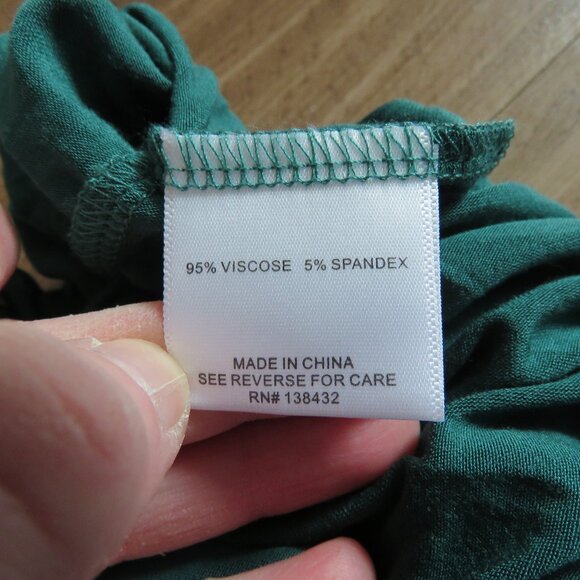 95% VISCOSE 5% SPANDEX
MADE IN CHINA
SEE REVERSE FOR CARE
RN# 138432